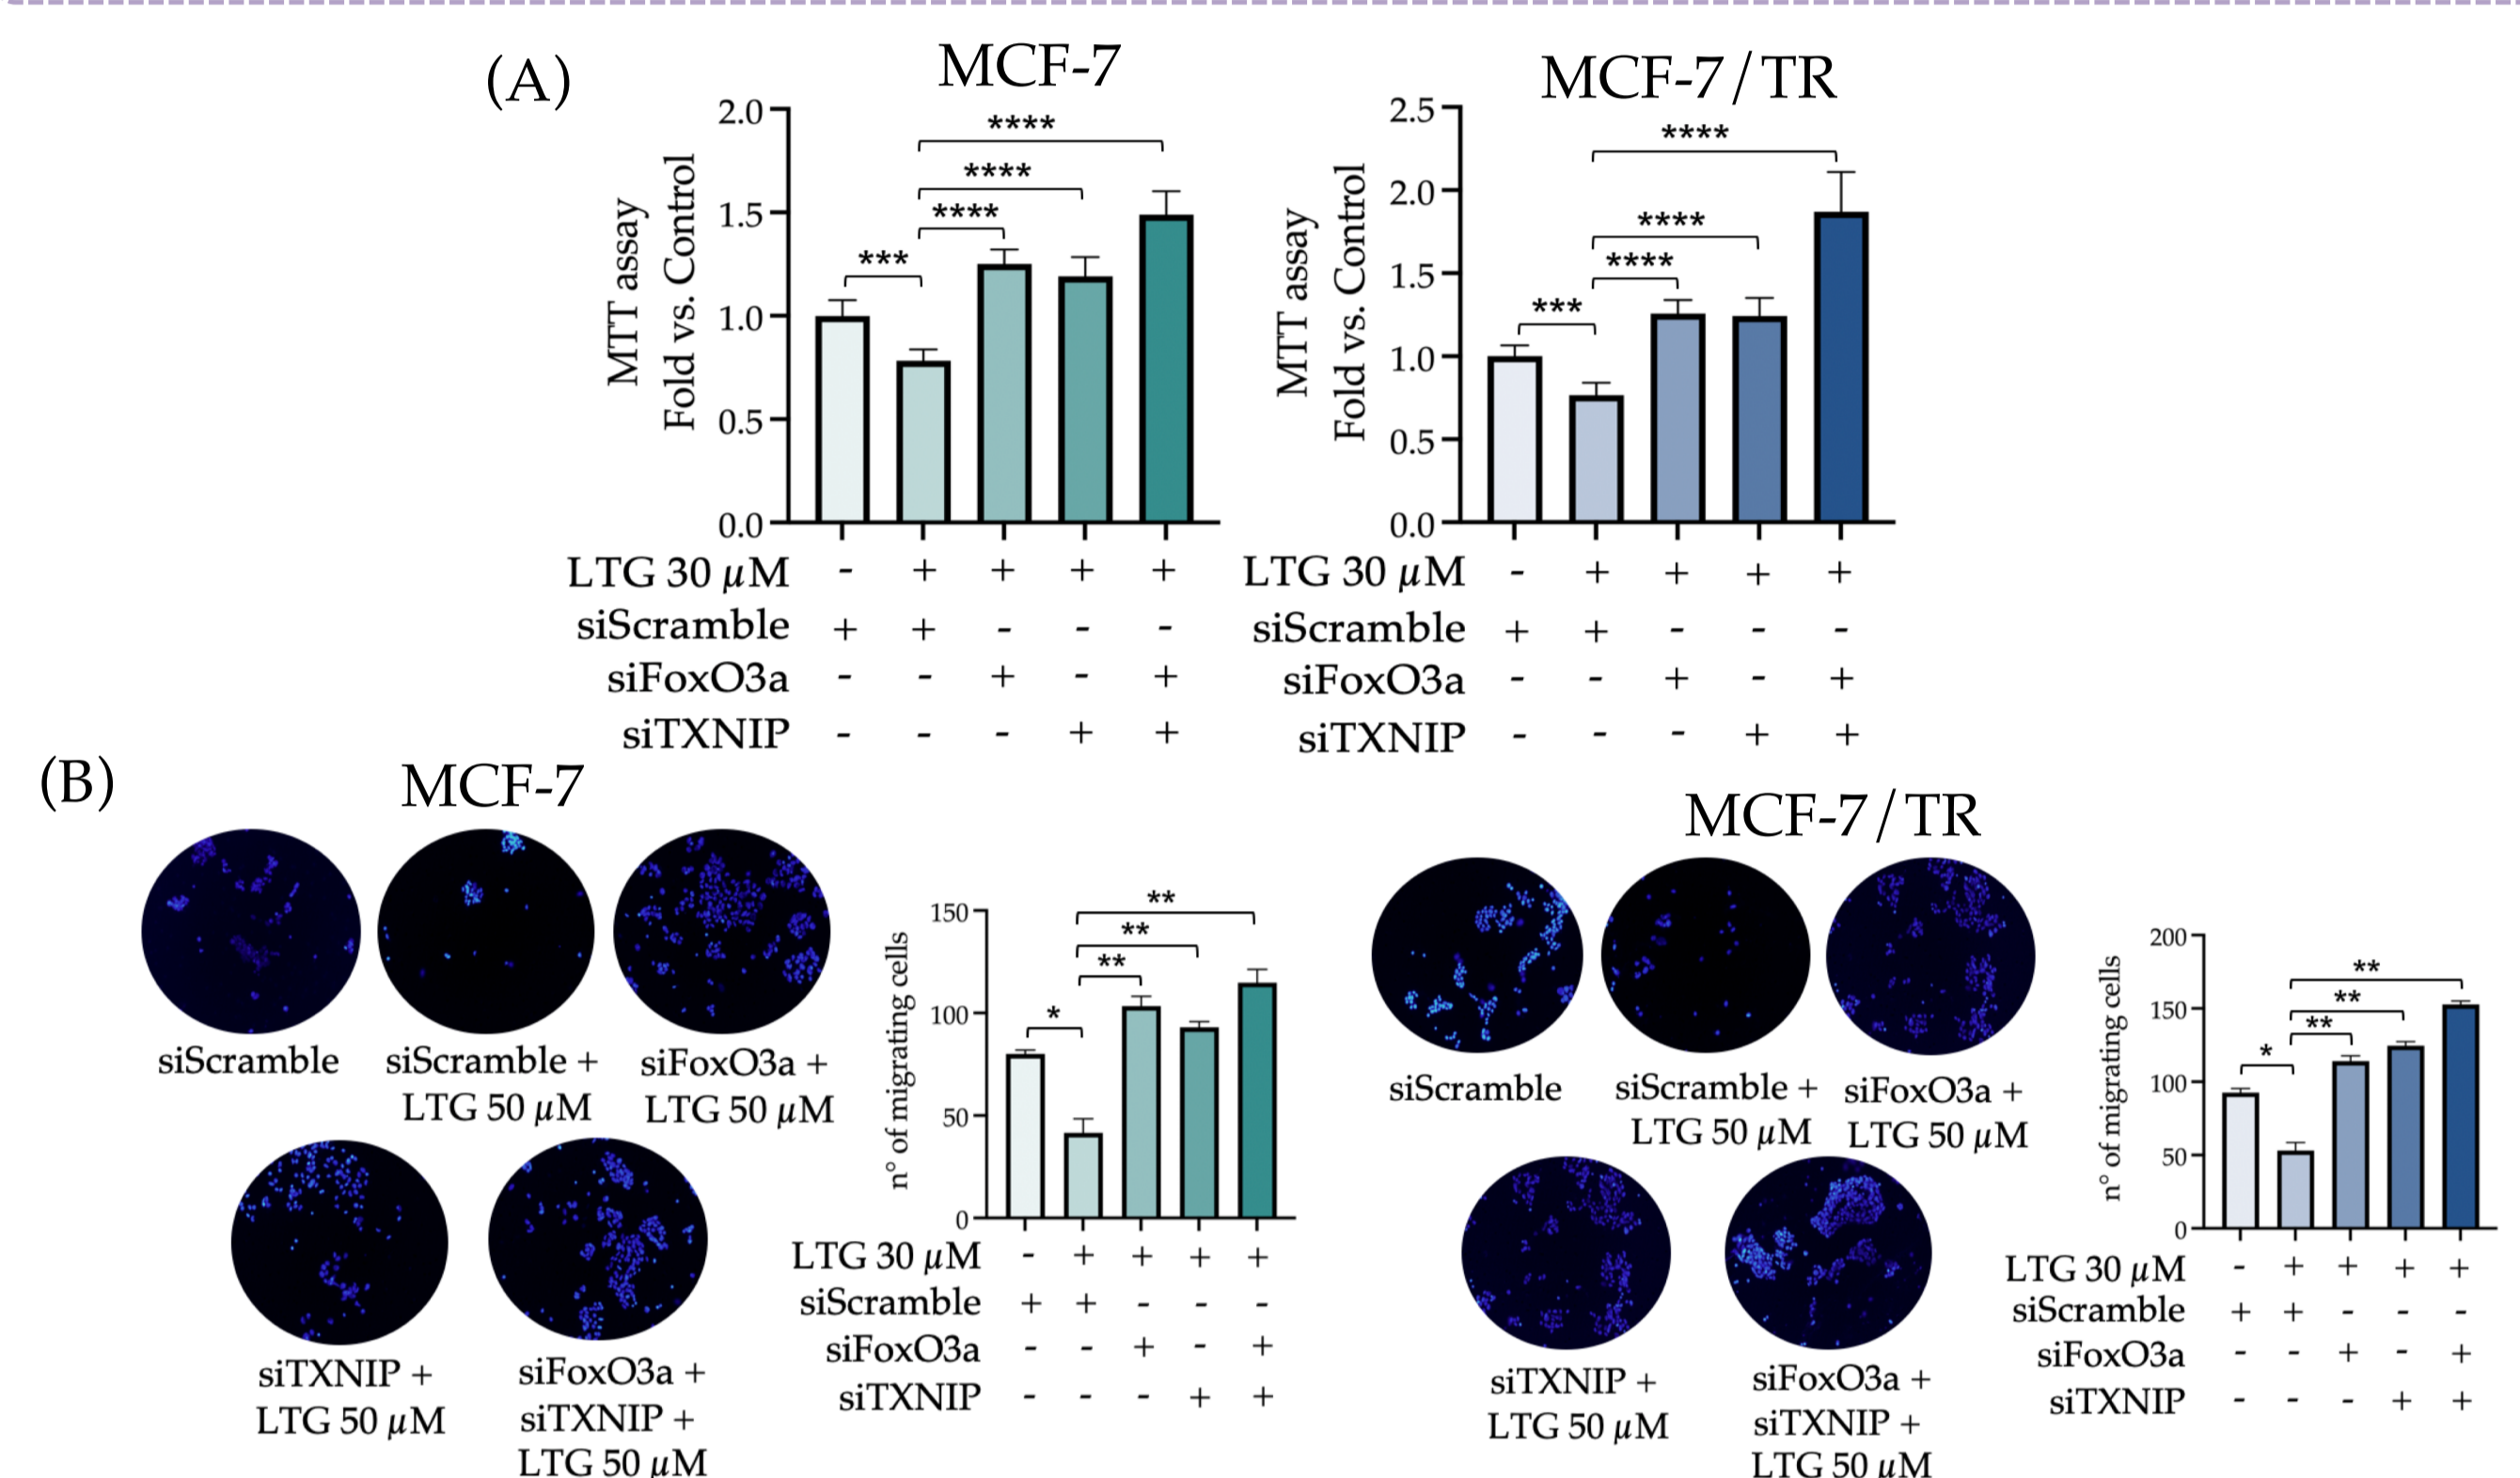 (A)
MCF-7
2.0
1.5
1.0
0.5
0.0
MTT assay
Fold vs. Control
***
****
****
****
LTG 30 µM - + + + +
siScramble + + - - -
siFoxO3a - - + - +
siTXNIP - - - + +
MCF-7/TR
2.5
2.0
1.5
1.0
0.5
0.0
MTT assay
Fold vs. Control
***
****
****
****
LTG 30 µM - + + + +
siScramble + + - - -
siFoxO3a - - + - +
siTXNIP - - - + +
(B)
MCF-7
siScramble
siScramble +
LTG 50 µM
siFoxO3a +
LTG 50 µM
siTXNIP +
LTG 50 µM
siFoxO3a +
siTXNIP +
LTG 50 µM
150
100
50
0
n° of migrating cells
*
**
**
**
LTG 30 µM - + + + +
siScramble + + - - -
siFoxO3a - - + - +
siTXNIP - - - + +
MCF-7/TR
siScramble
siScramble +
LTG 50 µM
siFoxO3a +
LTG 50 µM
siTXNIP +
LTG 50 µM
siFoxO3a +
siTXNIP +
LTG 50 µM
200
150
100
50
0
n° of migrating cells
*
**
**
**
LTG 30 µM - + + + +
siScramble + + - - -
siFoxO3a - - + - +
siTXNIP - - - + +